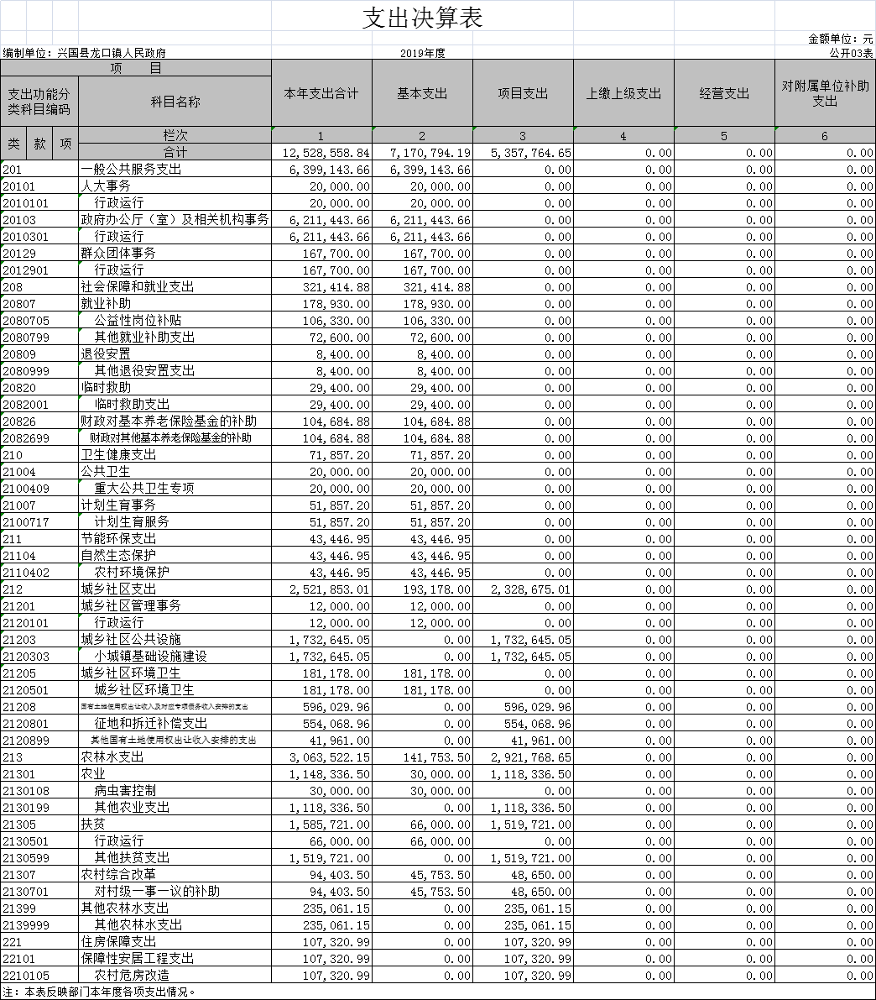 支出决算表
金额单位：元
编制单位：兴国县龙口镇人民政府 2019年度 公开03表
项 目 本年支出合计 基本支出 项目支出 上缴上级支出 经营支出 对附属单位补助支出
支出功能分类科目编码 科目名称
类 款 项 栏次 1 2 3 4 5 6
合计 12,528,558.84 7,170,794.19 5,357,764.65 0.00 0.00 0.00
201 一般公共服务支出 6,399,143.66 6,399,143.66 0.00 0.00 0.00 0.00
20101 人大事务 20,000.00 20,000.00 0.00 0.00 0.00 0.00
2010101 行政运行 20,000.00 20,000.00 0.00 0.00 0.00 0.00
20103 政府办公厅（室）及相关机构事务 6,211,443.66 6,211,443.66 0.00 0.00 0.00 0.00
2010301 行政运行 6,211,443.66 6,211,443.66 0.00 0.00 0.00 0.00
20129 群众团体事务 167,700.00 167,700.00 0.00 0.00 0.00 0.00
2012901 行政运行 167,700.00 167,700.00 0.00 0.00 0.00 0.00
208 社会保障和就业支出 321,414.88 321,414.88 0.00 0.00 0.00 0.00
20807 就业补助 178,930.00 178,930.00 0.00 0.00 0.00 0.00
2080705 公益性岗位补贴 106,330.00 106,330.00 0.00 0.00 0.00 0.00
2080799 其他就业补助支出 72,600.00 72,600.00 0.00 0.00 0.00 0.00
20809 退役安置 8,400.00 8,400.00 0.00 0.00 0.00 0.00
2080999 其他退役安置支出 8,400.00 8,400.00 0.00 0.00 0.00 0.00
20820 临时救助 29,400.00 29,400.00 0.00 0.00 0.00 0.00
2082001 临时救助支出 29,400.00 29,400.00 0.00 0.00 0.00 0.00
20826 财政对基本养老保险基金的补助 104,684.88 104,684.88 0.00 0.00 0.00 0.00
2082699 财政对其他基本养老保险基金的补助 104,684.88 104,684.88 0.00 0.00 0.00 0.00
210 卫生健康支出 71,857.20 71,857.20 0.00 0.00 0.00 0.00
21004 公共卫生 20,000.00 20,000.00 0.00 0.00 0.00 0.00
2100409 重大公共卫生专项 20,000.00 20,000.00 0.00 0.00 0.00 0.00
21007 计划生育事务 51,857.20 51,857.20 0.00 0.00 0.00 0.00
2100717 计划生育服务 51,857.20 51,857.20 0.00 0.00 0.00 0.00
211 节能环保支出 43,446.95 43,446.95 0.00 0.00 0.00 0.00
21104 自然生态保护 43,446.95 43,446.95 0.00 0.00 0.00 0.00
2110402 农村环境保护 43,446.95 43,446.95 0.00 0.00 0.00 0.00
212 城乡社区支出 2,521,853.01 193,178.00 2,328,675.01 0.00 0.00 0.00
21201 城乡社区管理事务 12,000.00 12,000.00 0.00 0.00 0.00 0.00
2120101 行政运行 12,000.00 12,000.00 0.00 0.00 0.00 0.00
21203 城乡社区公共设施 1,732,645.05 0.00 1,732,645.05 0.00 0.00 0.00
2120303 小城镇基础设施建设 1,732,645.05 0.00 1,732,645.05 0.00 0.00 0.00
21205 城乡社区环境卫生 181,178.00 181,178.00 0.00 0.00 0.00 0.00
2120501 城乡社区环境卫生 181,178.00 181,178.00 0.00 0.00 0.00 0.00
21208 国有土地使用权出让收入及对应专项债务收入安排的支出 596,029.96 0.00 596,029.96 0.00 0.00 0.00
2120801 征地和拆迁补偿支出 554,068.96 0.00 554,068.96 0.00 0.00 0.00
2120899 其他国有土地使用权出让收入安排的支出 41,961.00 0.00 41,961.00 0.00 0.00 0.00
213 农林水支出 3,063,522.15 141,753.50 2,921,768.65 0.00 0.00 0.00
21301 农业 1,148,336.50 30,000.00 1,118,336.50 0.00 0.00 0.00
2130108 病虫害控制 30,000.00 30,000.00 0.00 0.00 0.00 0.00
2130199 其他农业支出 1,118,336.50 0.00 1,118,336.50 0.00 0.00 0.00
21305 扶贫 1,585,721.00 66,000.00 1,519,721.00 0.00 0.00 0.00
2130501 行政运行 66,000.00 66,000.00 0.00 0.00 0.00 0.00
2130599 其他扶贫支出 1,519,721.00 0.00 1,519,721.00 0.00 0.00 0.00
21307 农村综合改革 94,403.50 45,753.50 48,650.00 0.00 0.00 0.00
2130701 对村级一事一议的补助 94,403.50 45,753.50 48,650.00 0.00 0.00 0.00
21399 其他农林水支出 235,061.15 0.00 235,061.15 0.00 0.00 0.00
2139999 其他农林水支出 235,061.15 0.00 235,061.15 0.00 0.00 0.00
221 住房保障支出 107,320.99 0.00 107,320.99 0.00 0.00 0.00
22101 保障性安居工程支出 107,320.99 0.00 107,320.99 0.00 0.00 0.00
2210105 农村危房改造 107,320.99 0.00 107,320.99 0.00 0.00 0.00
注：本表反映部门本年度各项支出情况。